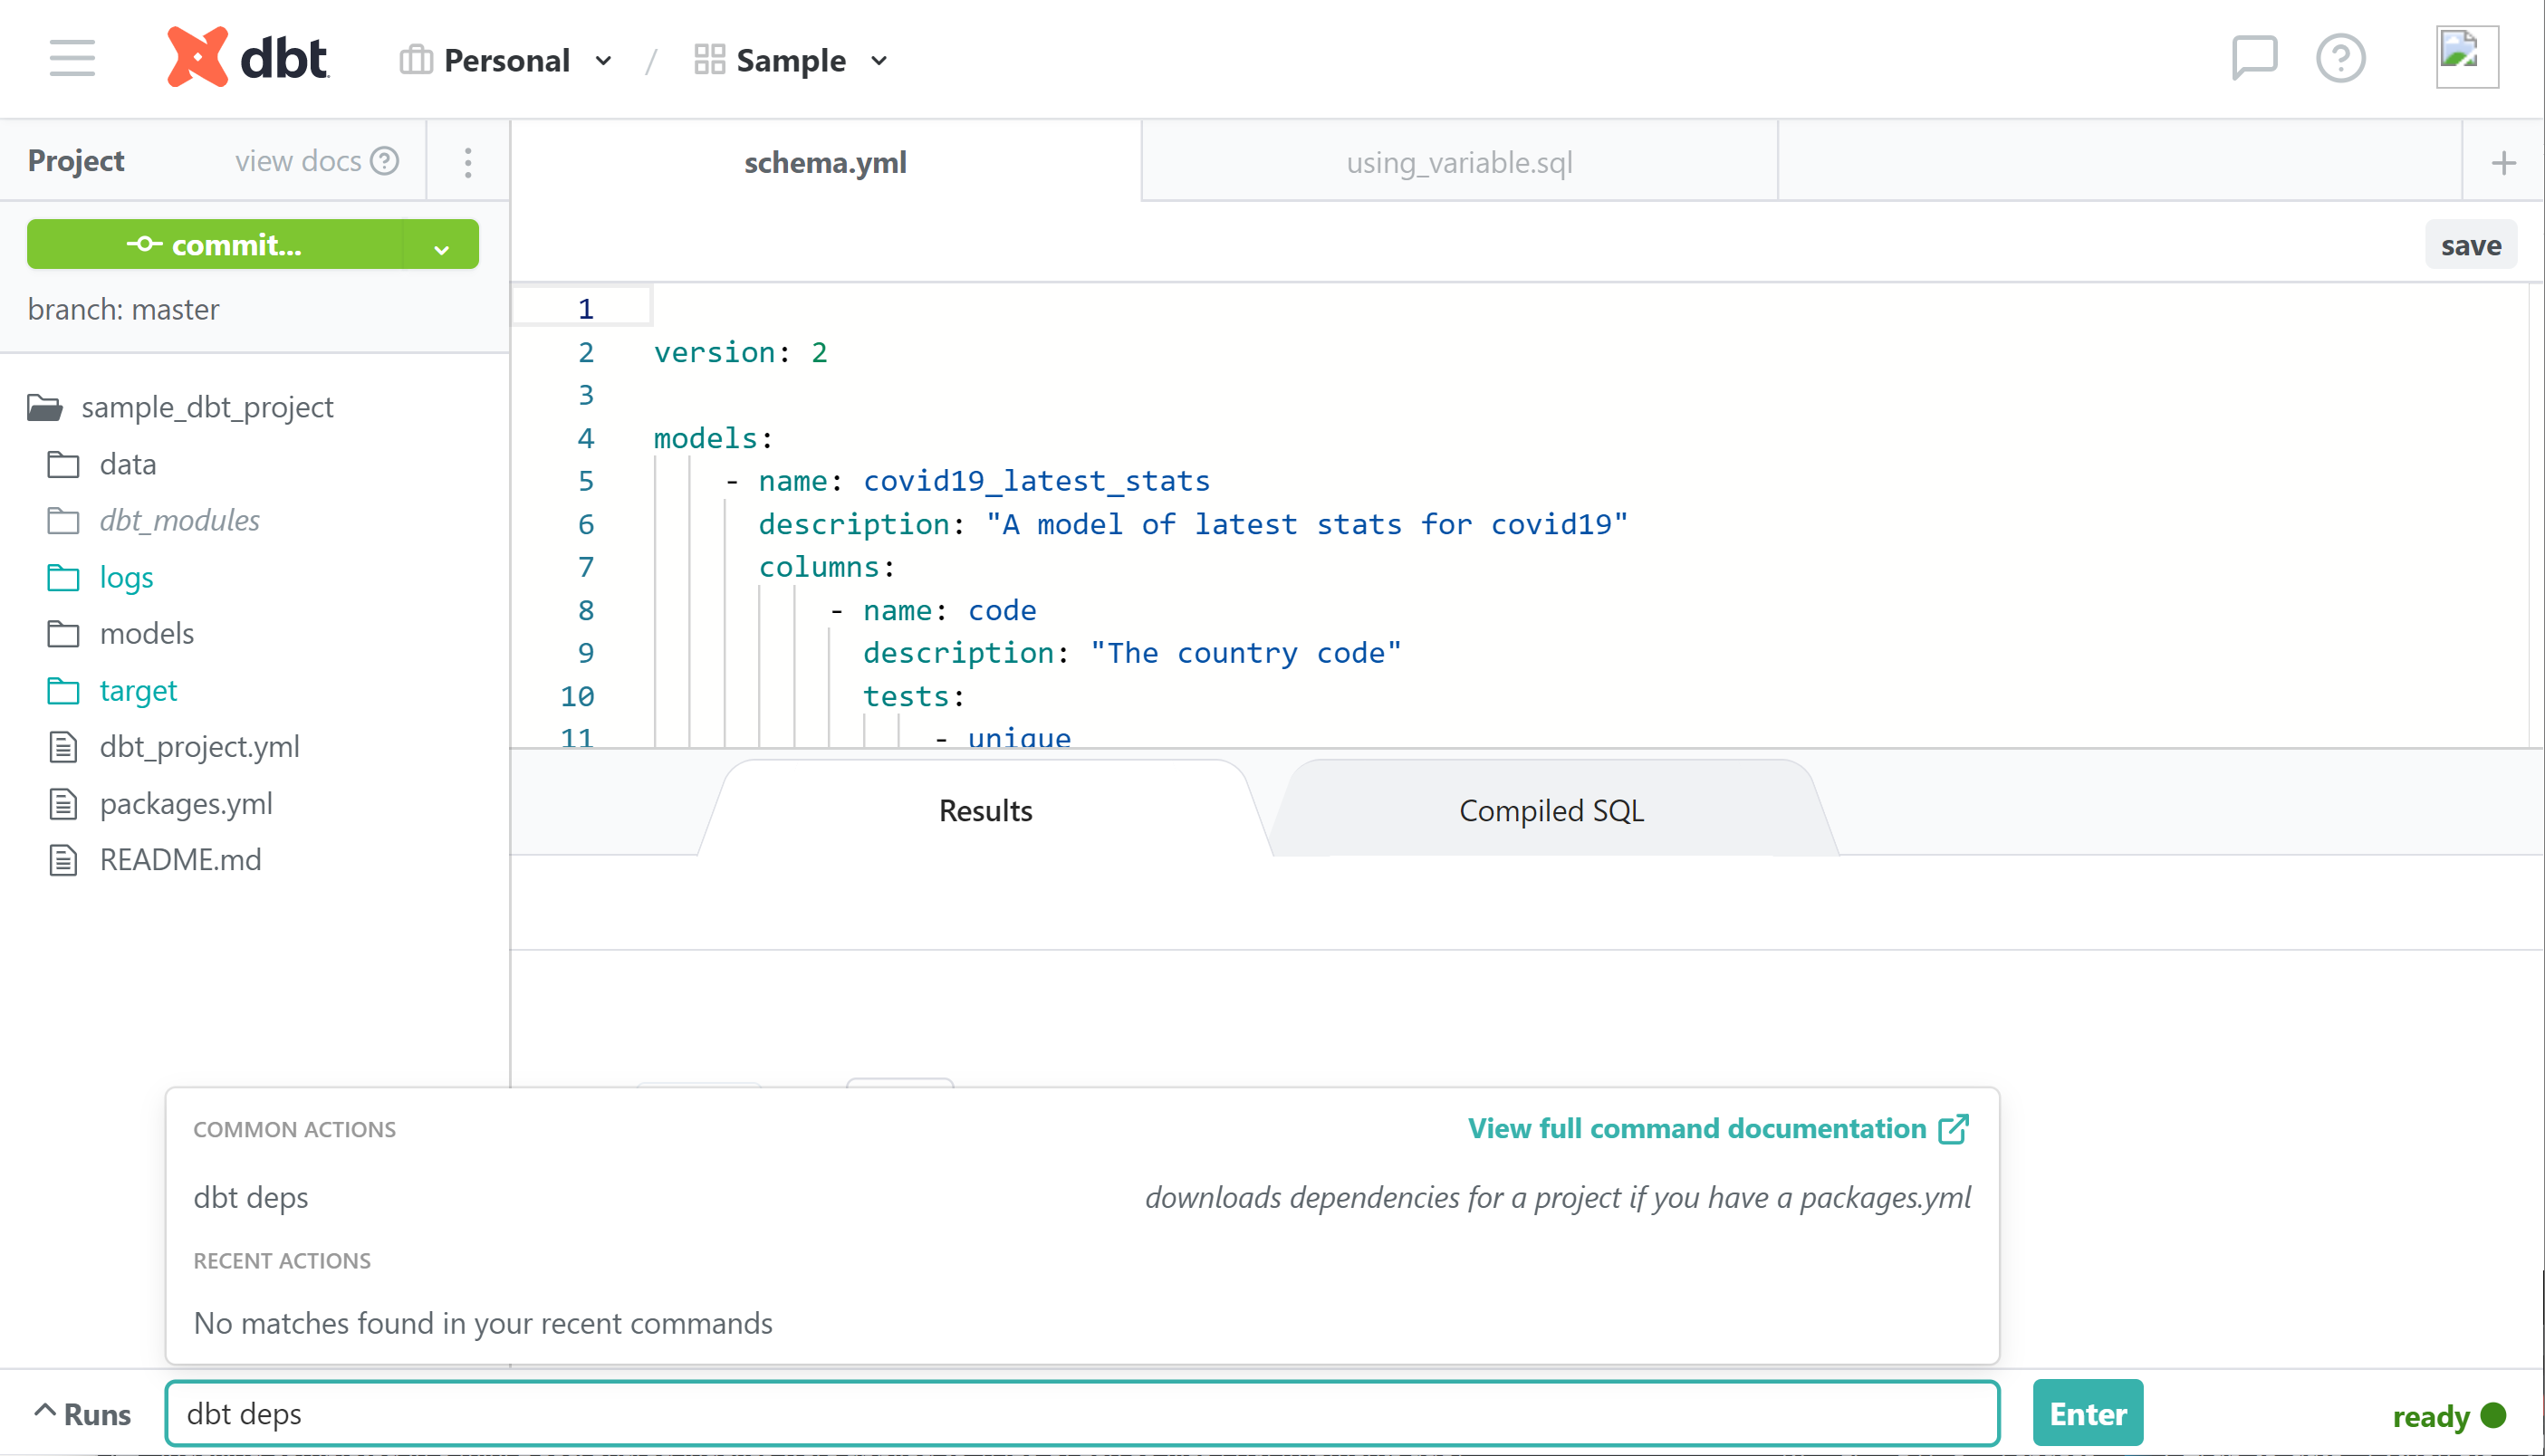 dbt
Personal / Sample
Project view docs
schema.yml
using_variable.sql
+
commit...
save
branch: master
1
2 version: 2
3
4 models:
5 - name: covid19_latest_stats
6 description: "A model of latest stats for covid19"
7 columns:
8 - name: code
9 description: "The country code"
10 tests:
11 - unique
sample_dbt_project
data
dbt_modules
logs
models
target
dbt_project.yml
packages.yml
README.md
Results
Compiled SQL
COMMON ACTIONS
View full command documentation
dbt deps
downloads dependencies for a project if you have a packages.yml
RECENT ACTIONS
No matches found in your recent commands
Runs
dbt deps
Enter
ready